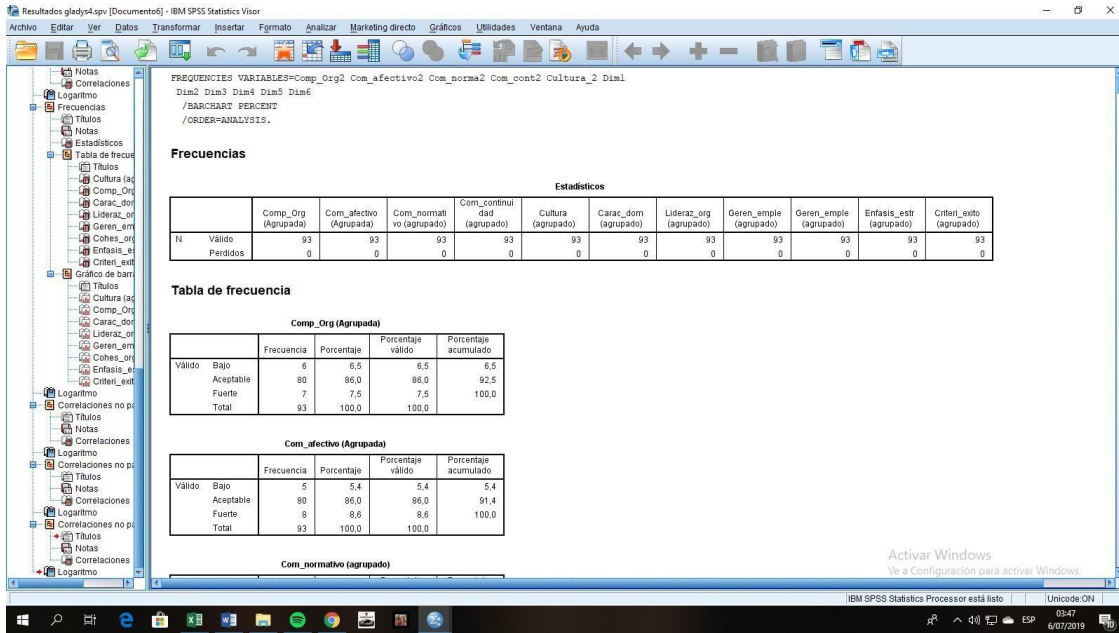 Resultados gladys4.spv [Documento6] - IBM SPSS Statistics Visor
Archivo Editar Ver Datos Transformar Insertar Formato Analizar Marketing directo Gráficos Utilidades Ventana Ayuda
Notas
Correlaciones
Logaritmo
Frecuencias
Títulos
Notas
Estadísticos
Tabla de frecue
Títulos
Cultura (ag
Comp_Org
Carac_dor
Lideraz_or
Geren_em
Cohes_org
Enfasis_e
Criteri_exit
Gráfico de barr
Títulos
Cultura (ag
Comp_Org
Carac_dor
Lideraz_or
Geren_em
Cohes_org
Enfasis_e
Criteri_exit
Logaritmo
Correlaciones no pa
Títulos
Notas
Correlaciones
Logaritmo
Correlaciones no pa
Títulos
Notas
Correlaciones
Logaritmo
Correlaciones no pa
Títulos
Notas
Correlaciones
Logaritmo
FREQUENCIES VARIABLES=Comp_Org2 Com_afectivo2 Com_norma2 Com_cont2 Cultura_2 Dim1
Dim2 Dim3 Dim4 Dim5 Dim6
/BARCHART PERCENT
/ORDER=ANALYSIS.
Frecuencias
Estadísticos
Comp_Org (Agrupada) Com_afectivo (Agrupada) Com_normati vo (agrupado) Com_continui dad (agrupado) Cultura (agrupado) Carac_dom (agrupado) Lideraz_org (agrupado) Geren_emple (agrupado) Geren_emple (agrupado) Enfasis_estr (agrupado) Criteri_exito (agrupado)
N Válido 93 93 93 93 93 93 93 93 93 93 93
Perdidos 0 0 0 0 0 0 0 0 0 0 0
Tabla de frecuencia
Comp_Org (Agrupada)
Frecuencia Porcentaje Porcentaje válido Porcentaje acumulado
Válido Bajo 6 6,5 6,5 6,5
Aceptable 80 86,0 86,0 92,5
Fuerte 7 7,5 7,5 100,0
Total 93 100,0 100,0
Com_afectivo (Agrupada)
Frecuencia Porcentaje Porcentaje válido Porcentaje acumulado
Válido Bajo 5 5,4 5,4 5,4
Aceptable 80 86,0 86,0 91,4
Fuerte 8 8,6 8,6 100,0
Total 93 100,0 100,0
Com_normativo (agrupado)
Activar Windows
Ve a Configuración para activar Windows.
IBM SPSS Statistics Processor está listo Unicode:ON
ESP
03:47
6/07/2019